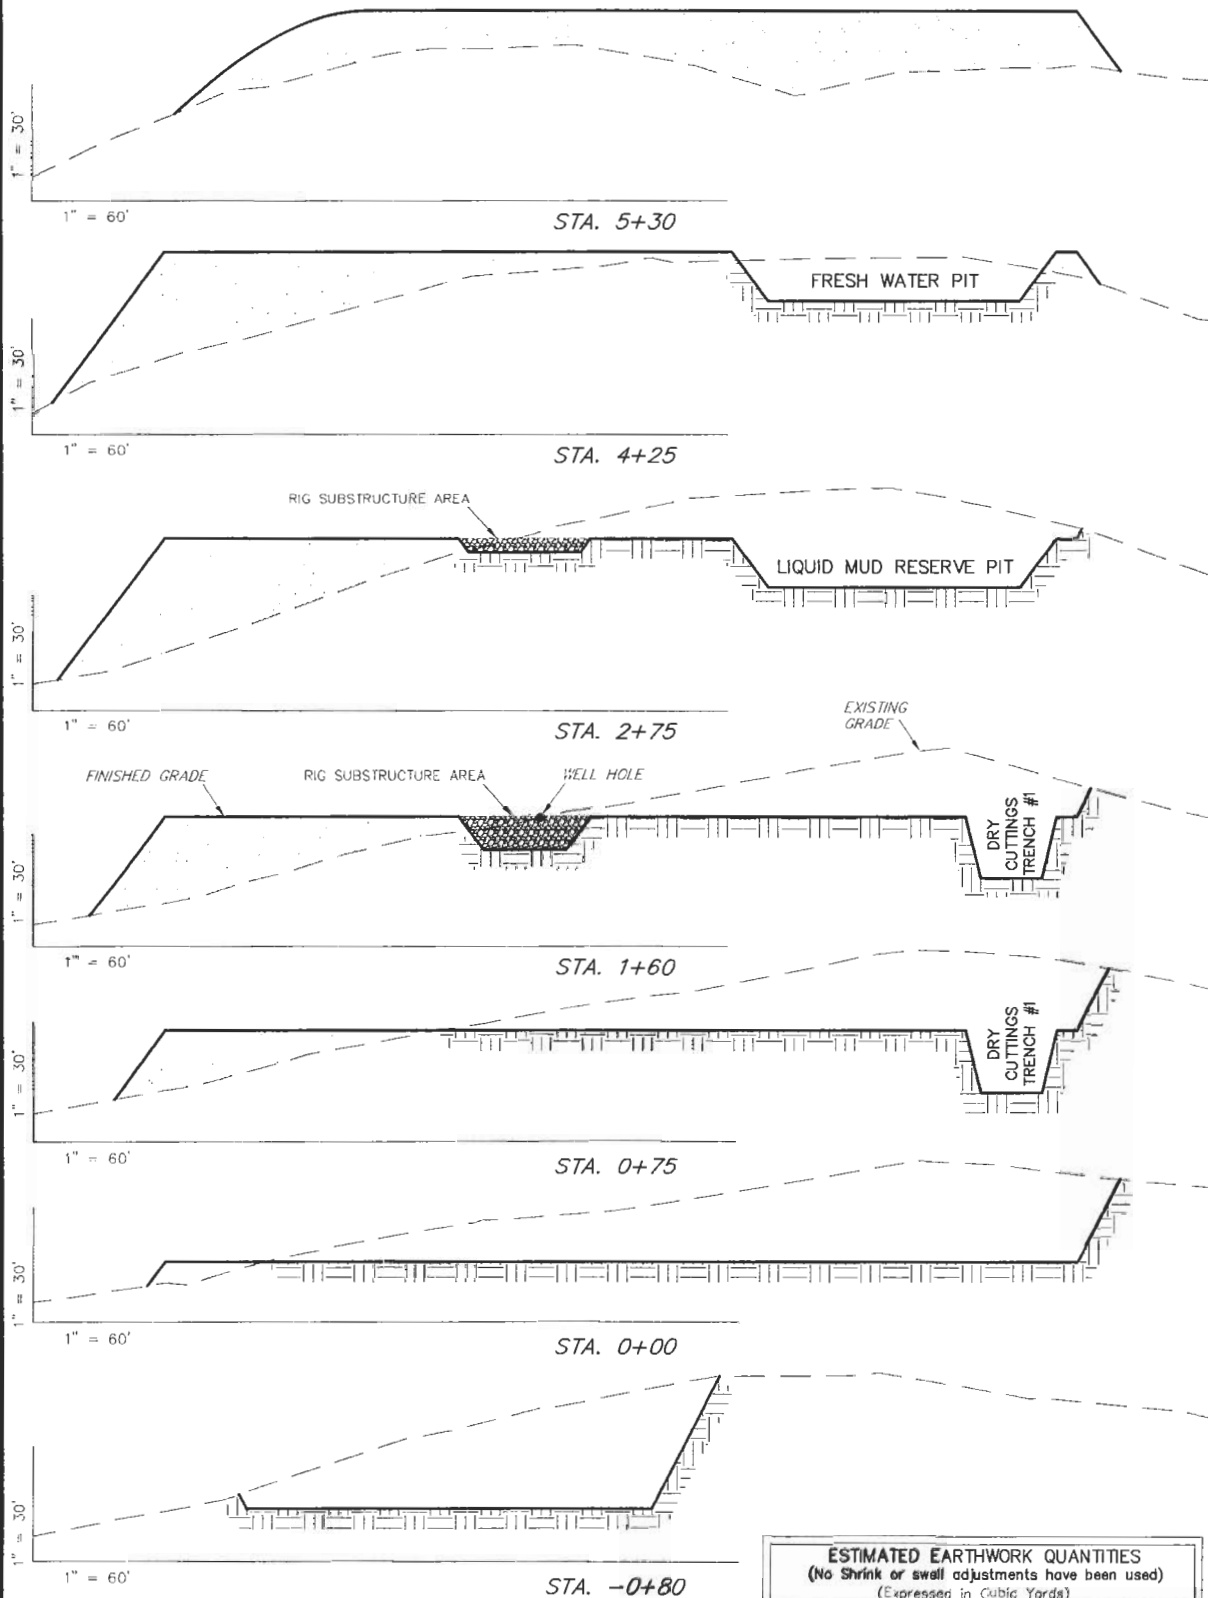 1" = 30'
1" = 60'
STA. 5+30
FRESH WATER PIT
1" = 30'
1" = 60'
STA. 4+25
RIG SUBSTRUCTURE AREA
LIQUID MUD RESERVE PIT
1" = 30'
1" = 60'
STA. 2+75
EXISTING
GRADE
FINISHED GRADE
RIG SUBSTRUCTURE AREA
WELL HOLE
DRY
CUTTINGS
TRENCH #1
1" = 30'
1" = 60'
STA. 1+60
DRY
CUTTINGS
TRENCH #1
1" = 30'
1" = 60'
STA. 0+75
1" = 30'
1" = 60'
STA. 0+00
1" = 30'
1" = 60'
STA. -0+80
ESTIMATED EARTHWORK QUANTITIES
(No Shrink or swell adjustments have been used)
(Expressed in Cubic Yards)